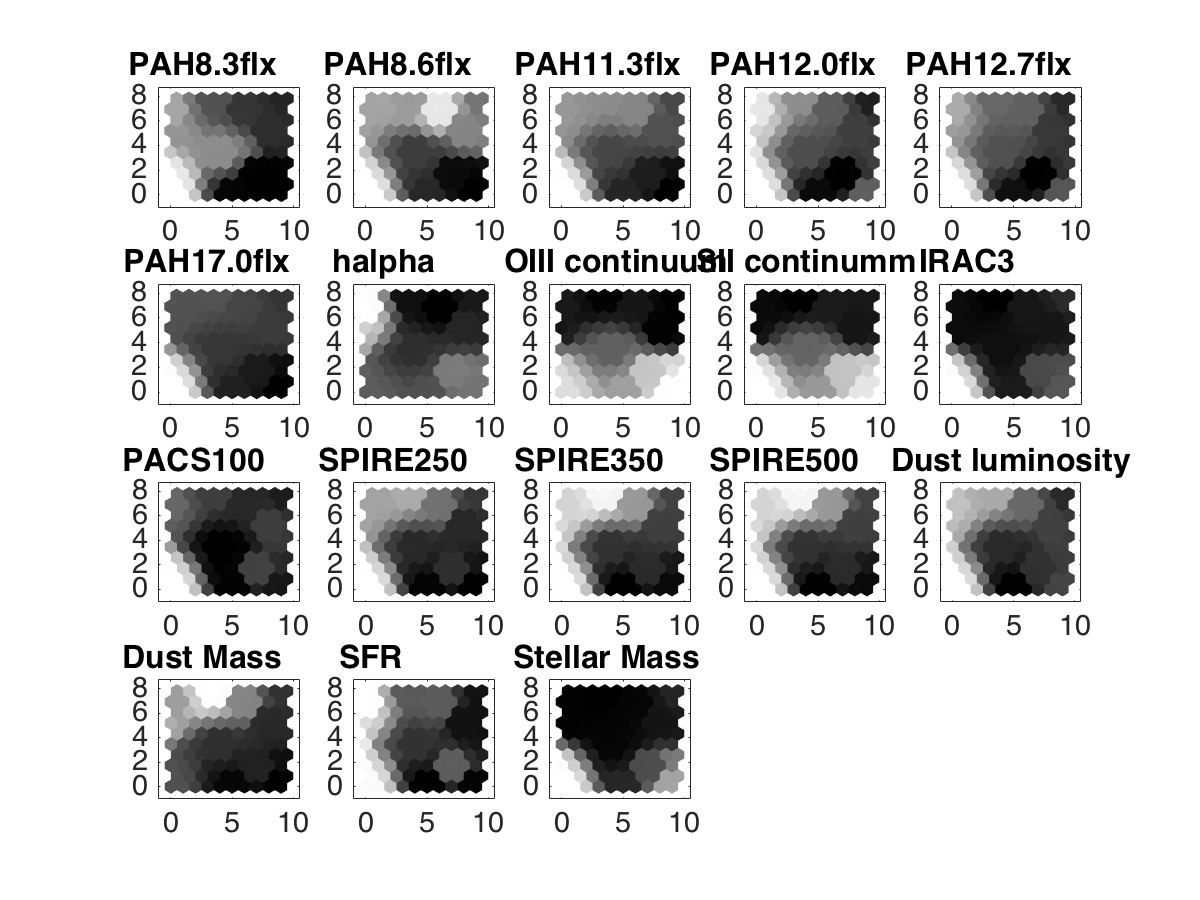 PAH8.3flx PAH8.6flx PAH11.3flx PAH12.0flx PAH12.7flx
8 8 8 8 8
6 6 6 6 6
4 4 4 4 4
2 2 2 2 2
0 0 0 0 0
0 5 10 0 5 10 0 5 10 0 5 10 0 5 10
PAH17.0flx halpha OIII continuum SII continumm IRAC3
8 8 8 8 8
6 6 6 6 6
4 4 4 4 4
2 2 2 2 2
0 0 0 0 0
0 5 10 0 5 10 0 5 10 0 5 10 0 5 10
PACS100 SPIRE250 SPIRE350 SPIRE500 Dust luminosity
8 8 8 8 8
6 6 6 6 6
4 4 4 4 4
2 2 2 2 2
0 0 0 0 0
0 5 10 0 5 10 0 5 10 0 5 10 0 5 10
Dust Mass SFR Stellar Mass
8 8 8
6 6 6
4 4 4
2 2 2
0 0 0
0 5 10 0 5 10 0 5 10